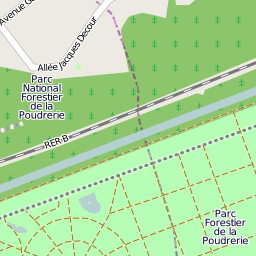 Avenue G
Allée Jacques Decour
Parc
National
Forestier
de la
Poudrerie
RER B
Parc
Forestier
de la
Poudrerie